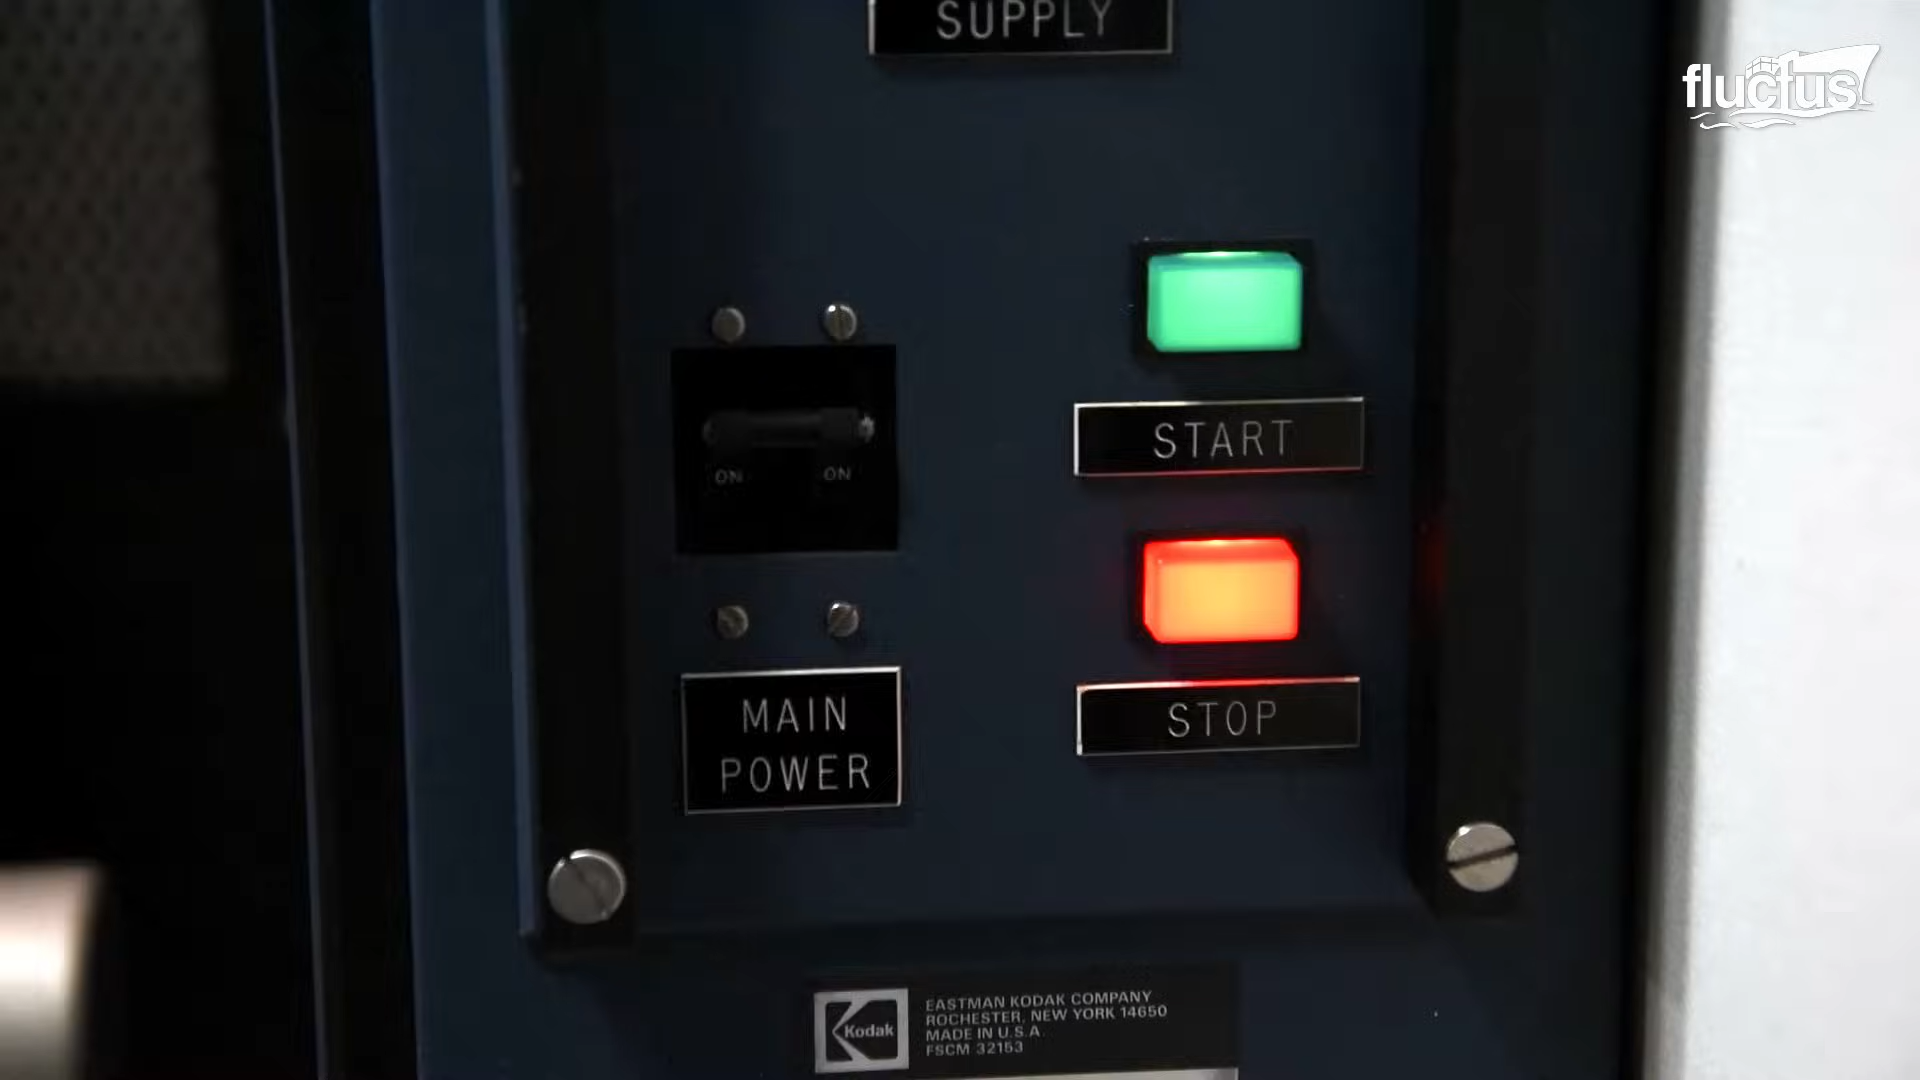 SUPPLY
fluctus
START
ON ON
STOP
MAIN
POWER
Kodak
EASTMAN KODAK COMPANY
ROCHESTER, NEW YORK 14650
MADE IN U.S.A.
FSCM 32153